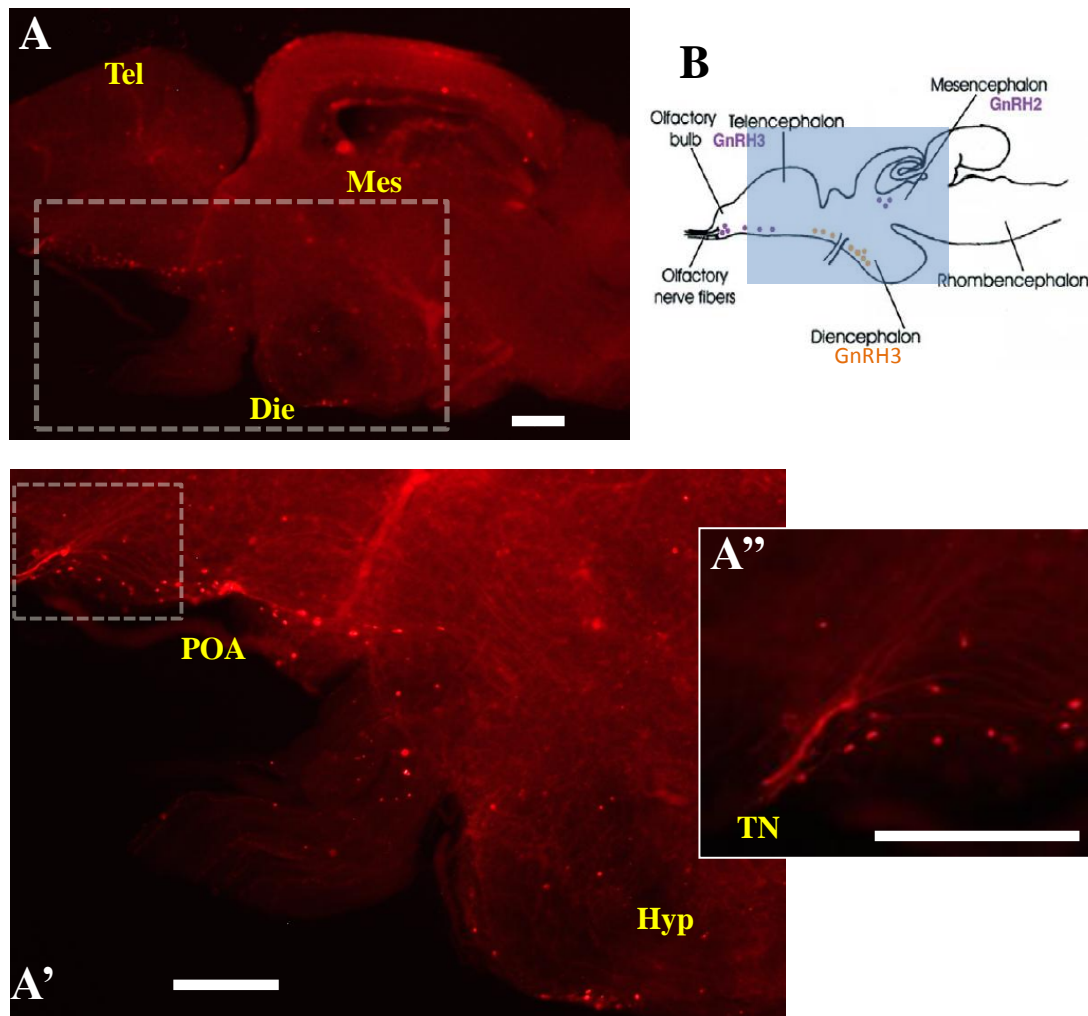 A
Tel
Mes
Die
B
Mesencephalon
GnRH2
Olfactory
bulb
GnRH3
Telencephalon
Olfactory
nerve fibers
Rhombencephalon
Diencephalon
GnRH3
POA
Hyp
A’
A”
TN